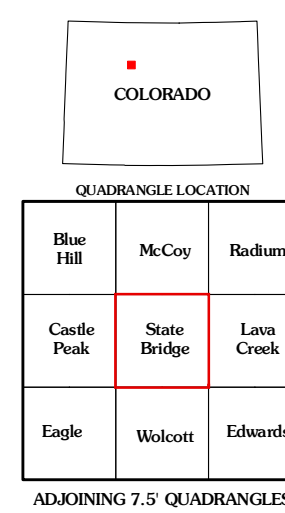 COLORADO
QUADRANGLE LOCATION
Blue
Hill
McCoy
Radium
Castle
Peak
State
Bridge
Lava
Creek
Eagle
Wolcott
Edwards
ADJOINING 7.5' QUADRANGLES